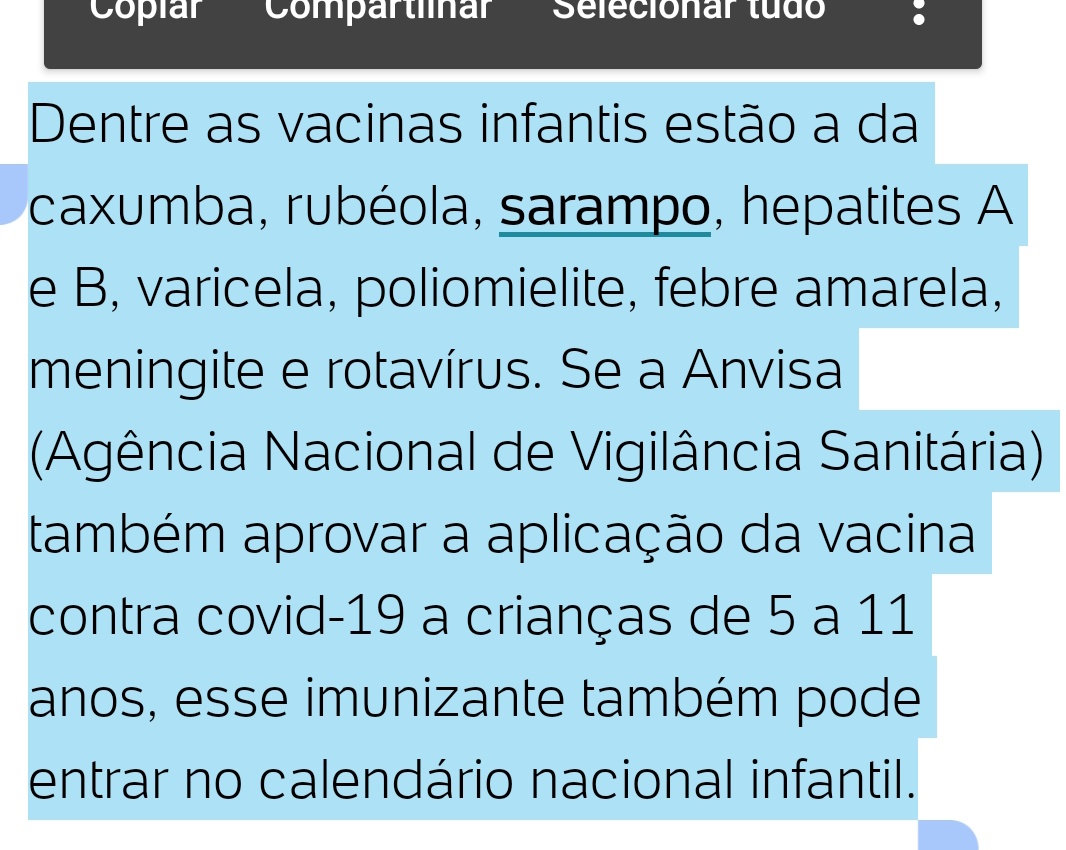 Copiar Compartilhar Selecionar tudo
Dentre as vacinas infantis estão a da
caxumba, rubéola, sarampo, hepatites A
e B, varicela, poliomielite, febre amarela,
meningite e rotavírus. Se a Anvisa
(Agência Nacional de Vigilância Sanitária)
também aprovar a aplicação da vacina
contra covid-19 a crianças de 5 a 11
anos, esse imunizante também pode
entrar no calendário nacional infantil.